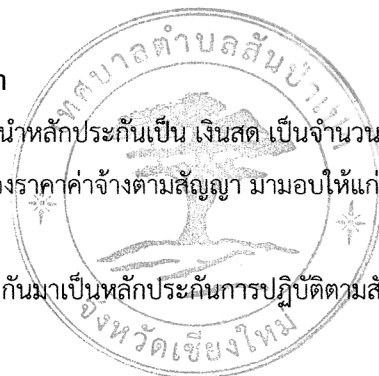 ทศบาลตำบลสันป่าเปา
นำหลักประกันเป็น เงินสด เป็นจำนวน
ราคาค่าจ้างตามสัญญา มามอบให้แก่
กันมาเป็นหลักประกันการปฏิบัติตาม
จังหวัดเชียงใหม่